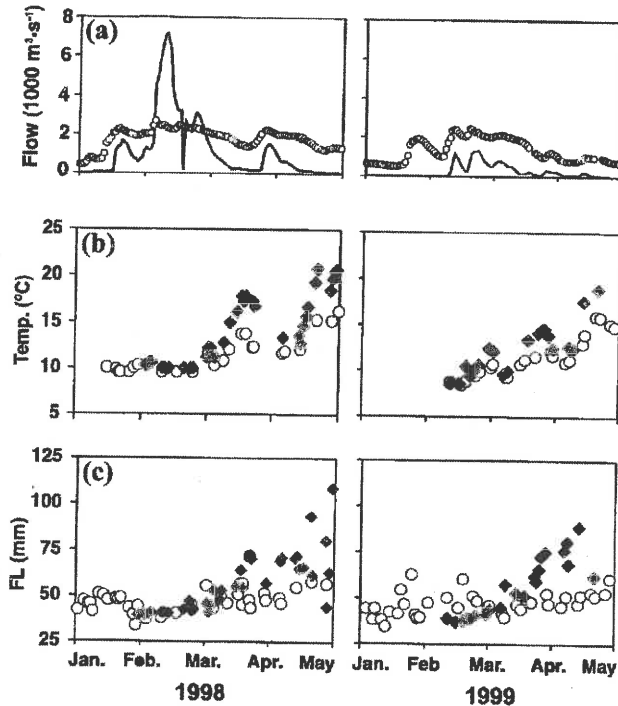 (a)
Flow (1000 m³·s⁻¹)
8
6
4
2
0
(b)
Temp. (°C)
25
20
15
10
5
(c)
FL (mm)
125
100
75
50
25
Jan. Feb. Mar. Apr. May
Jan. Feb Mar. Apr. May
1998
1999